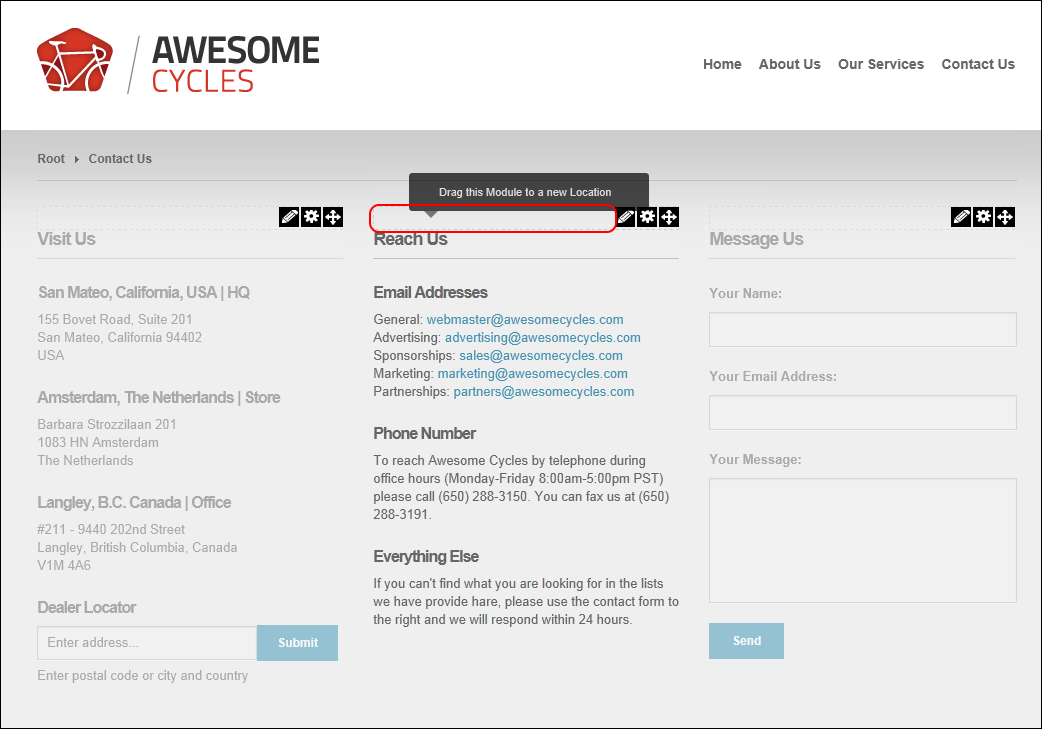 AWESOME
CYCLES
Home About Us Our Services Contact Us
Root Contact Us
Drag this Module to a new Location
Visit Us
San Mateo, California, USA | HQ
155 Bovet Road, Suite 201
San Mateo, California 94402
USA
Amsterdam, The Netherlands | Store
Barbara Strozzilaan 201
1083 HN Amsterdam
The Netherlands
Langley, B.C. Canada | Office
#211 - 9440 202nd Street
Langley, British Columbia, Canada
V1M 4A6
Dealer Locator
Enter address...
Submit
Enter postal code or city and country
Reach Us
Email Addresses
General: webmaster@awesomecycles.com
Advertising: advertising@awesomecycles.com
Sponsorships: sales@awesomecycles.com
Marketing: marketing@awesomecycles.com
Partnerships: partners@awesomecycles.com
Phone Number
To reach Awesome Cycles by telephone during
office hours (Monday-Friday 8:00am-5:00pm PST)
please call (650) 288-3150. You can fax us at (650)
288-3191.
Everything Else
If you can't find what you are looking for in the lists
we have provide hare, please use the contact form to
the right and we will respond within 24 hours.
Message Us
Your Name:
Your Email Address:
Your Message:
Send